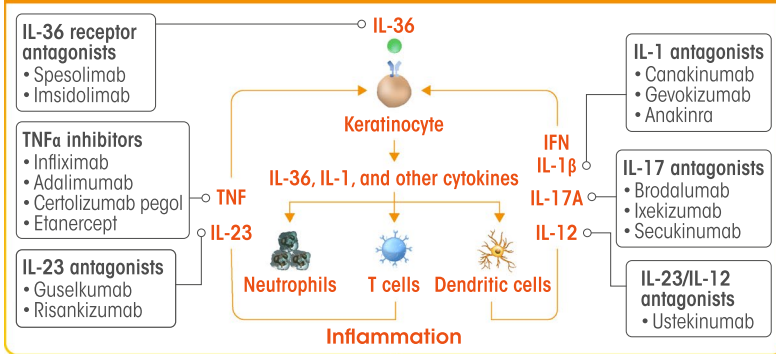 IL-36 receptor
antagonists
• Spesolimab
• Imsidolimab
TNFα inhibitors
• Infliximab
• Adalimumab
• Certolizumab pegol
• Etanercept
IL-23 antagonists
• Guselkumab
• Risankizumab
IL-36
Keratinocyte
IL-36, IL-1, and other cytokines
TNF
IL-23
Neutrophils
T cells
Dendritic cells
IFN
IL-1β
IL-17A
IL-12
Inflammation
IL-1 antagonists
• Canakinumab
• Gevokizumab
• Anakinra
IL-17 antagonists
• Brodalumab
• Ixekizumab
• Secukinumab
IL-23/IL-12
antagonists
• Ustekinumab